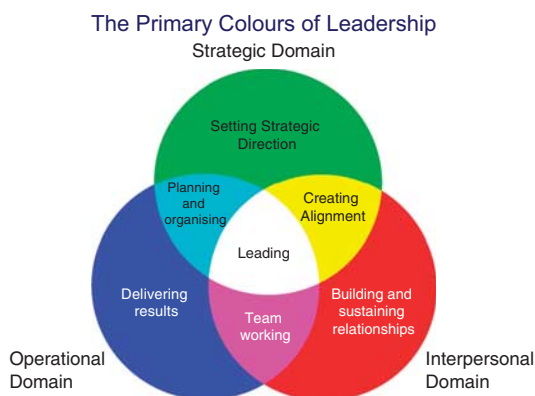 The Primary Colours of Leadership
Strategic Domain
Setting Strategic
Direction
Planning
and
organising
Creating
Alignment
Leading
Delivering
results
Team
working
Building and
sustaining
relationships
Operational
Domain
Interpersonal
Domain